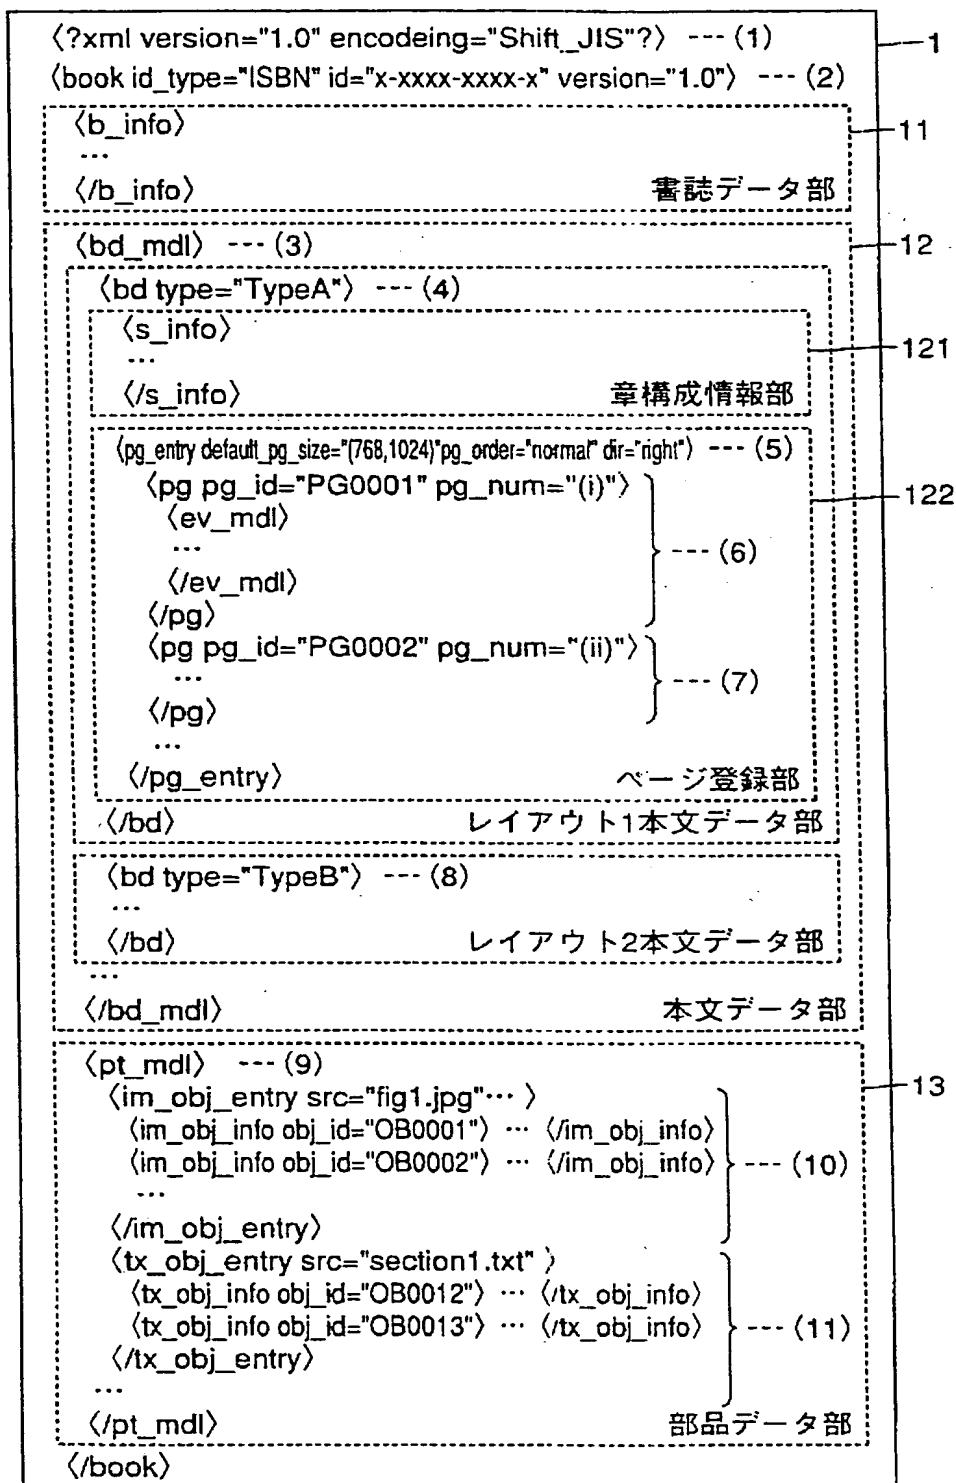 〈?xml version="1.0" encodeing="Shift_JIS"?〉 --- (1)
1
〈book id_type="ISBN" id="x-xxxx-xxxx-x" version="1.0"〉 --- (2)
〈b_info〉
11
...
〈/b_info〉 書誌データ部
〈bd_mdl〉 --- (3)
12
〈bd type="TypeA"〉 --- (4)
〈s_info〉
121
...
〈/s_info〉 章構成情報部
〈pg_entry default_pg_size="(768,1024)"pg_order="normal" dir="right"〉 --- (5)
〈pg pg_id="PG0001" pg_num="(i)"〉
122
〈ev_mdl〉
... --- (6)
〈/ev_mdl〉
〈/pg〉
〈pg pg_id="PG0002" pg_num="(ii)"〉
... --- (7)
〈/pg〉
...
〈/pg_entry〉 ページ登録部
〈/bd〉 レイアウト1本文データ部
〈bd type="TypeB"〉 --- (8)
...
〈/bd〉 レイアウト2本文データ部
...
〈/bd_mdl〉 本文データ部
〈pt_mdl〉 --- (9)
13
〈im_obj_entry src="fig1.jpg"… 〉
〈im_obj_info obj_id="OB0001"〉 … 〈/im_obj_info〉
〈im_obj_info obj_id="OB0002"〉 … 〈/im_obj_info〉 --- (10)
...
〈/im_obj_entry〉
〈tx_obj_entry src="section1.txt" 〉
〈tx_obj_info obj_id="OB0012"〉 … 〈/tx_obj_info〉
〈tx_obj_info obj_id="OB0013"〉 … 〈/tx_obj_info〉 --- (11)
〈/tx_obj_entry〉
...
〈/pt_mdl〉 部品データ部
〈/book〉